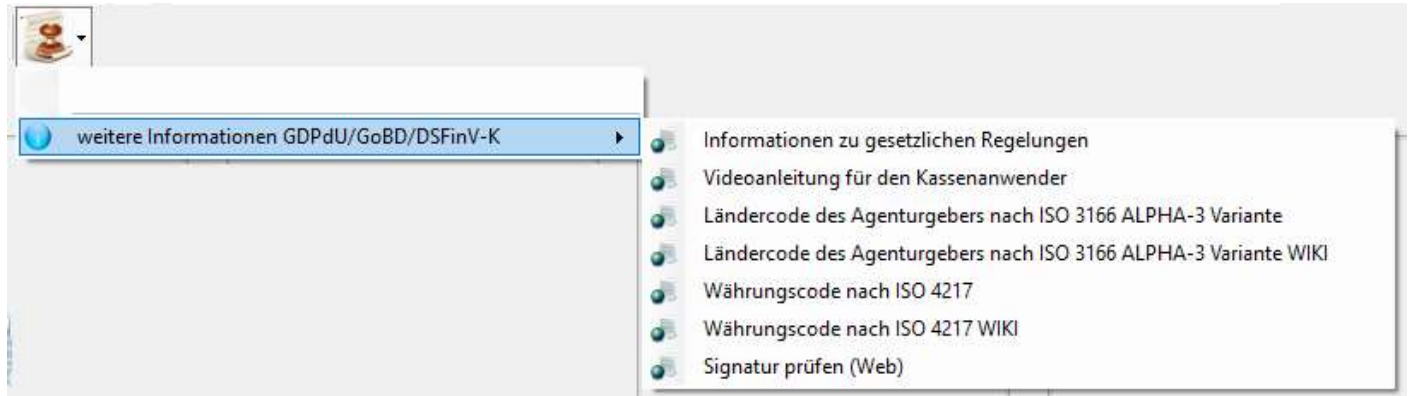 weitere Informationen GDPdU/GoBD/DSFinV-K
Informationen zu gesetzlichen Regelungen
Videoanleitung für den Kassenanwender
Ländercode des Agenturgebers nach ISO 3166 ALPHA-3 Variante
Ländercode des Agenturgebers nach ISO 3166 ALPHA-3 Variante WIKI
Währungscode nach ISO 4217
Währungscode nach ISO 4217 WIKI
Signatur prüfen (Web)